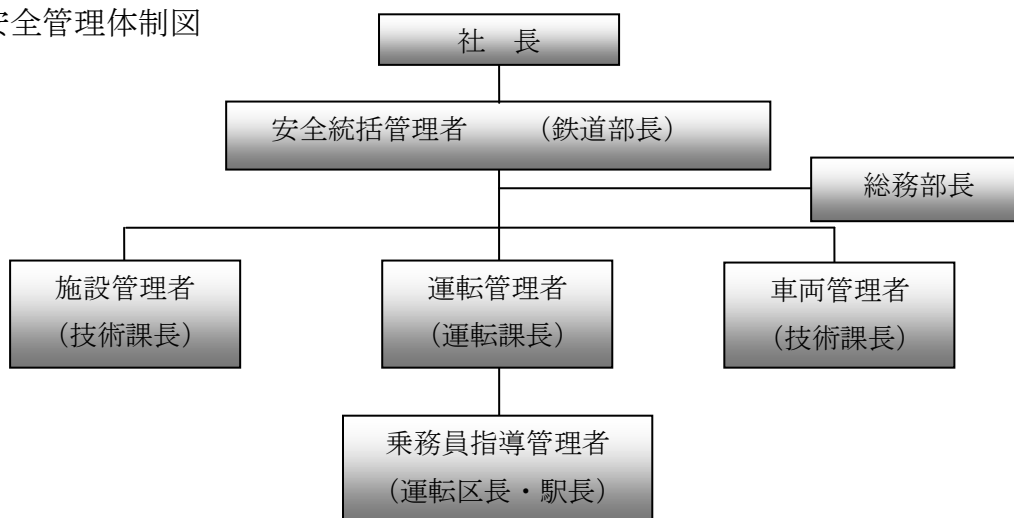 安全管理体制図
社　長
安全統括管理者　　（鉄道部長）
総務部長
施設管理者
（技術課長）
運転管理者
（運転課長）
車両管理者
（技術課長）
乗務員指導管理者
（運転区長・駅長）